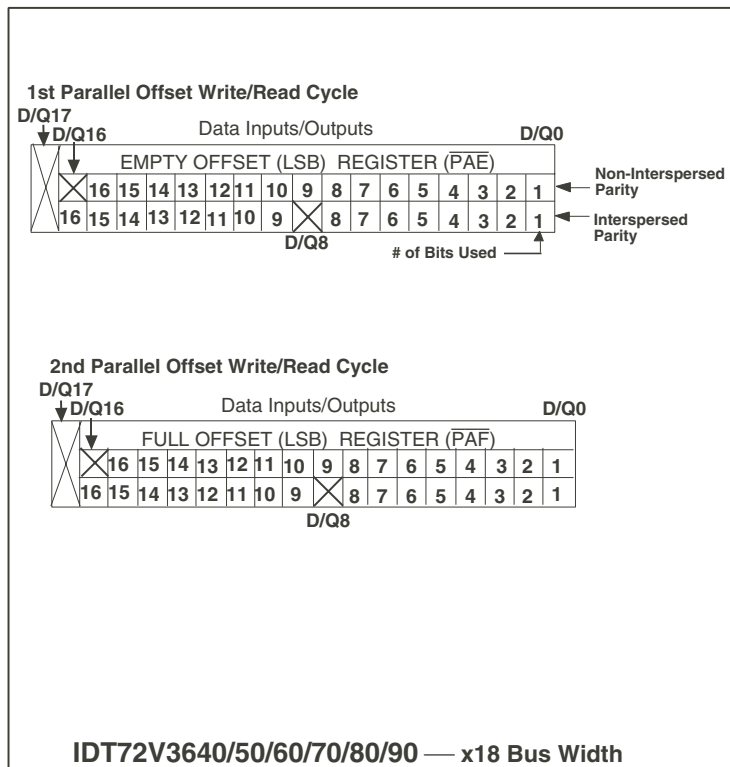 1st Parallel Offset Write/Read Cycle
D/Q17
D/Q16 Data Inputs/Outputs D/Q0
EMPTY OFFSET (LSB) REGISTER (PAE)
16 15 14 13 12 11 10 9 8 7 6 5 4 3 2 1 Non-Interspersed Parity
16 15 14 13 12 11 10 9 8 7 6 5 4 3 2 1 Interspersed Parity
D/Q8
# of Bits Used
2nd Parallel Offset Write/Read Cycle
D/Q17
D/Q16 Data Inputs/Outputs D/Q0
FULL OFFSET (LSB) REGISTER (PAF)
16 15 14 13 12 11 10 9 8 7 6 5 4 3 2 1
16 15 14 13 12 11 10 9 8 7 6 5 4 3 2 1
D/Q8
IDT72V3640/50/60/70/80/90 — x18 Bus Width